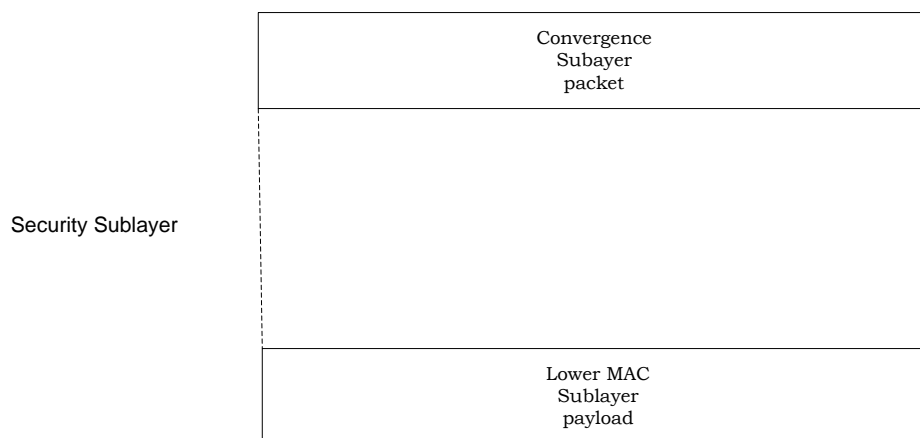 Convergence
Subayer
packet
Security Sublayer
Lower MAC
Sublayer
payload